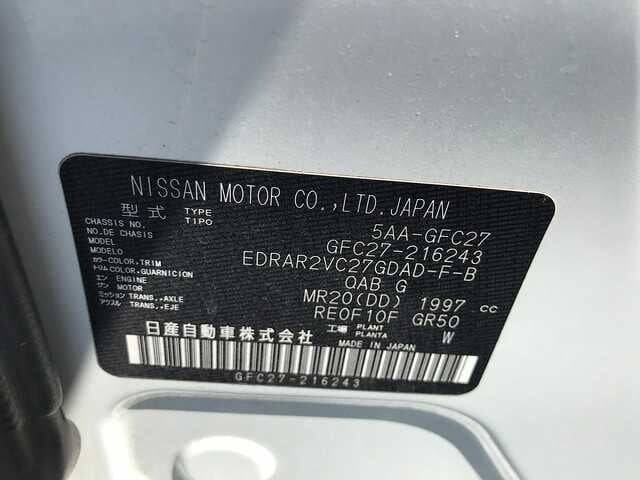 NISSAN MOTOR CO.,LTD.JAPAN
型式 TYPE TIPO 5AA-GFC27
CHASSIS NO. NO.DE CHASIS GFC27-216243
MODEL MODELO EDRAR2VC27GDAD-F-B
カラー COLOR,TRIM トリム COLOR,GUARNICION QAB G
エン ENGINE ジン MOTOR MR20(DD) 1997 cc
ミッション TRANS.,AXLE アクスル TRANS.,EJE RE0F10F GR50
日産自動車株式会社 工場 PLANT PLANTA W
MADE IN JAPAN
GFC27-216243